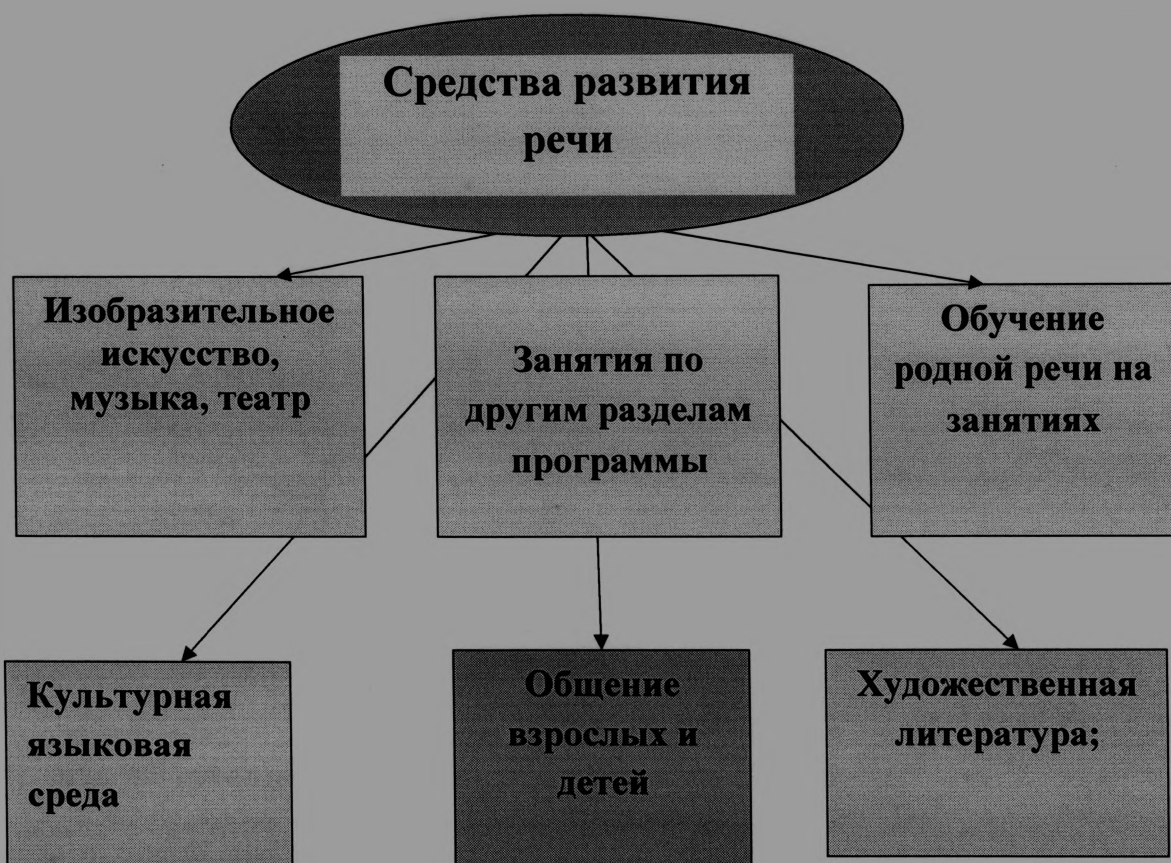 Средства развития
речи
Изобразительное
искусство,
музыка, театр
Занятия по
другим разделам
программы
Обучение
родной речи на
занятиях
Культурная
языковая
среда
Общение
взрослых и
детей
Художественная
литература;